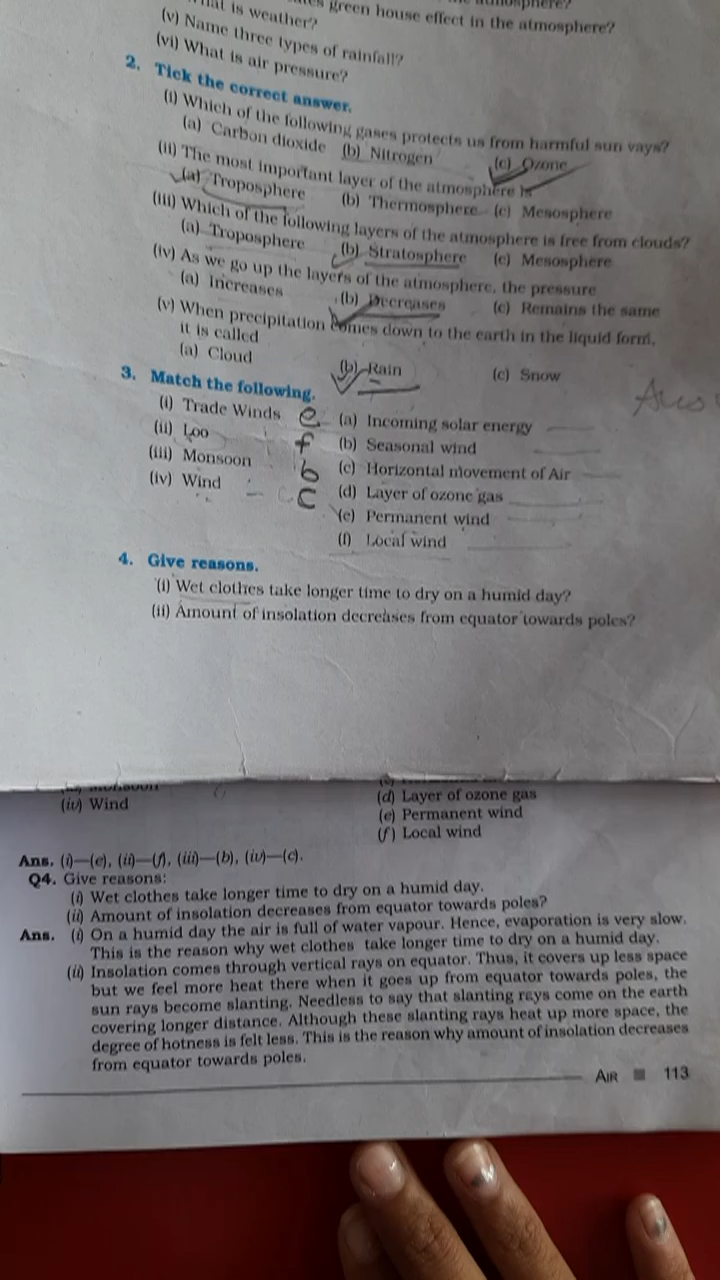 green house effect in the atmosphere?
is weather?
(v) Name three types of rainfall?
(vi) What is air pressure?
2. Tick the correct answer.
(i) Which of the following gases protects us from harmful sun vays?
(a) Carbon dioxide (b) Nitrogen (c) Ozone
(ii) The most important layer of the atmosphere is
(a) Troposphere (b) Thermosphere (c) Mesosphere
(iii) Which of the following layers of the atmosphere is free from clouds?
(a) Troposphere (b) Stratosphere (c) Mesosphere
(iv) As we go up the layers of the atmosphere, the pressure
(a) Increases (b) Decreases (c) Remains the same
(v) When precipitation comes down to the earth in the liquid form,
it is called
(a) Cloud (b) Rain (c) Snow
Ans
3. Match the following.
(i) Trade Winds e (a) Incoming solar energy
(ii) Loo f (b) Seasonal wind
(iii) Monsoon b (c) Horizontal movement of Air
(iv) Wind c (d) Layer of ozone gas
(e) Permanent wind
(f) Local wind
4. Give reasons.
(i) Wet clothes take longer time to dry on a humid day?
(ii) Amount of insolation decreases from equator towards poles?
(iv) Wind (d) Layer of ozone gas
(e) Permanent wind
(f) Local wind
Ans. (i)—(e), (ii)—(f), (iii)—(b), (iv)—(c).
Q4. Give reasons:
(i) Wet clothes take longer time to dry on a humid day.
(ii) Amount of insolation decreases from equator towards poles?
Ans. (i) On a humid day the air is full of water vapour. Hence, evaporation is very slow.
This is the reason why wet clothes take longer time to dry on a humid day.
(ii) Insolation comes through vertical rays on equator. Thus, it covers up less space
but we feel more heat there when it goes up from equator towards poles, the
sun rays become slanting. Needless to say that slanting rays come on the earth
covering longer distance. Although these slanting rays heat up more space, the
degree of hotness is felt less. This is the reason why amount of insolation decreases
from equator towards poles.
AIR 113